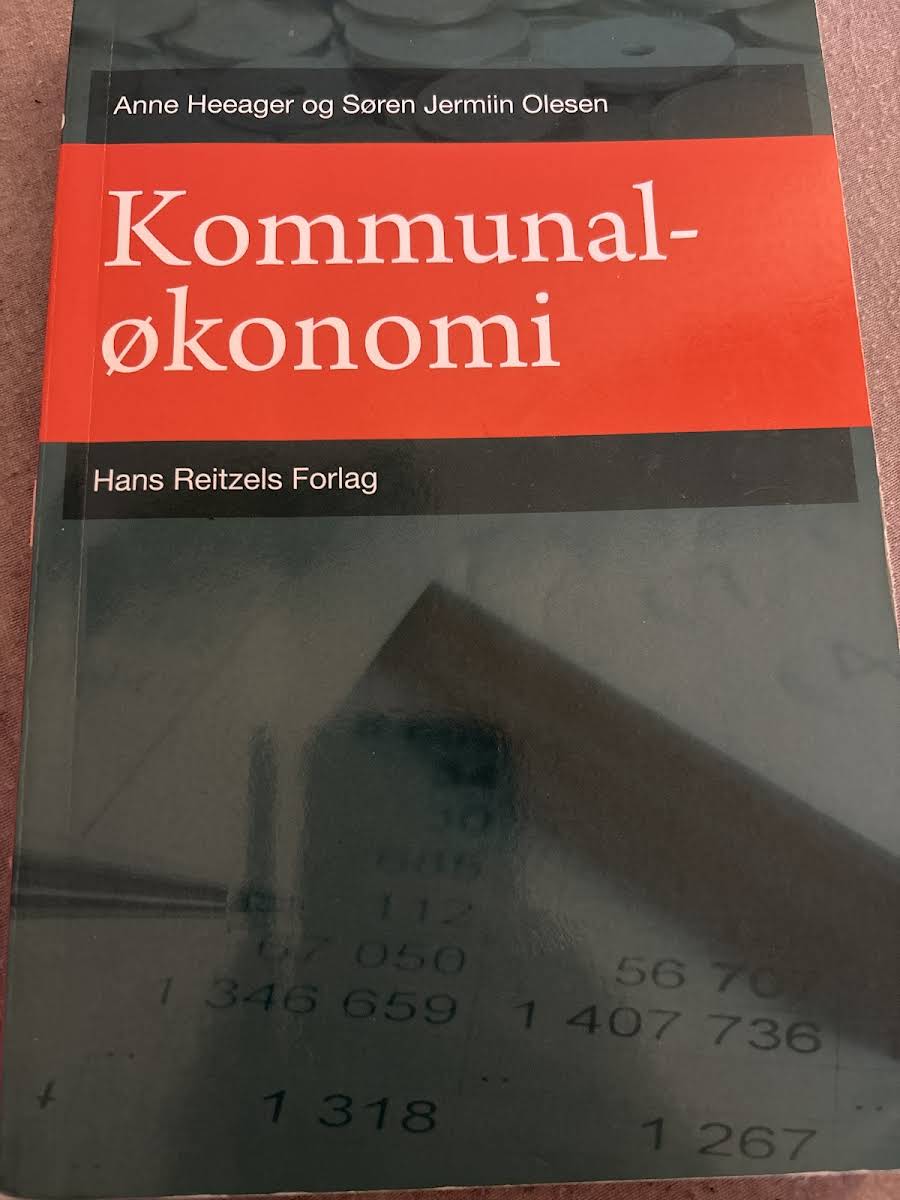 Anne Heeager og Søren Jermiin Olesen
Kommunal-
økonomi
Hans Reitzels Forlag
112
050
56
1 346 659 1 407 736
1 318
1 267